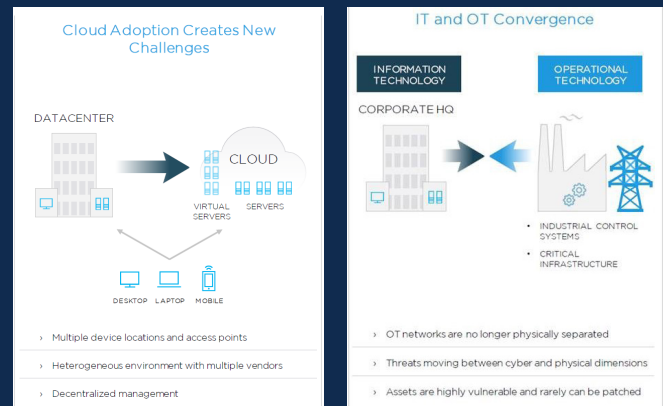 Cloud Adoption Creates New
Challenges
DATACENTER
CLOUD
VIRTUAL
SERVERS
SERVERS
DESKTOP LAPTOP MOBILE
› Multiple device locations and access points
› Heterogeneous environment with multiple vendors
› Decentralized management
IT and OT Convergence
INFORMATION
TECHNOLOGY
OPERATIONAL
TECHNOLOGY
CORPORATE HQ
• INDUSTRIAL CONTROL
SYSTEMS
• CRITICAL
INFRASTRUCTURE
› OT networks are no longer physically separated
› Threats moving between cyber and physical dimensions
› Assets are highly vulnerable and rarely can be patched